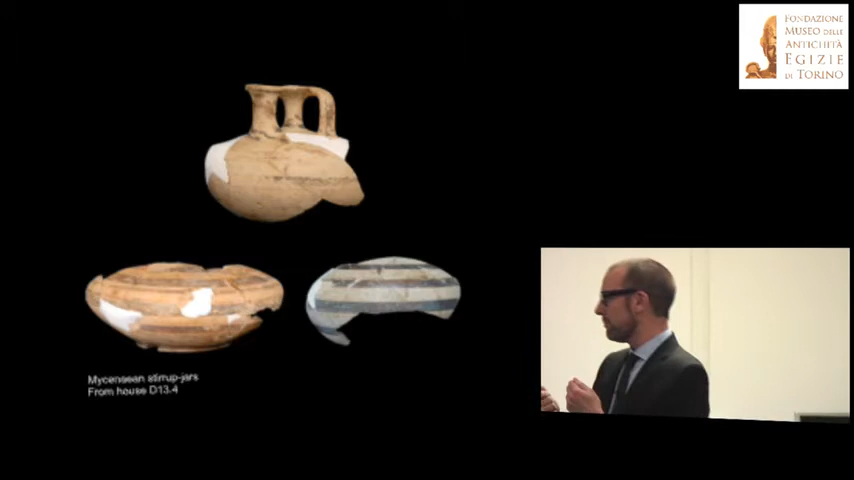 FONDAZIONE
MUSEO DELLE
ANTICHITÀ
EGIZIE
DI TORINO
Mycenaean stirrup-jars
From house D13.4